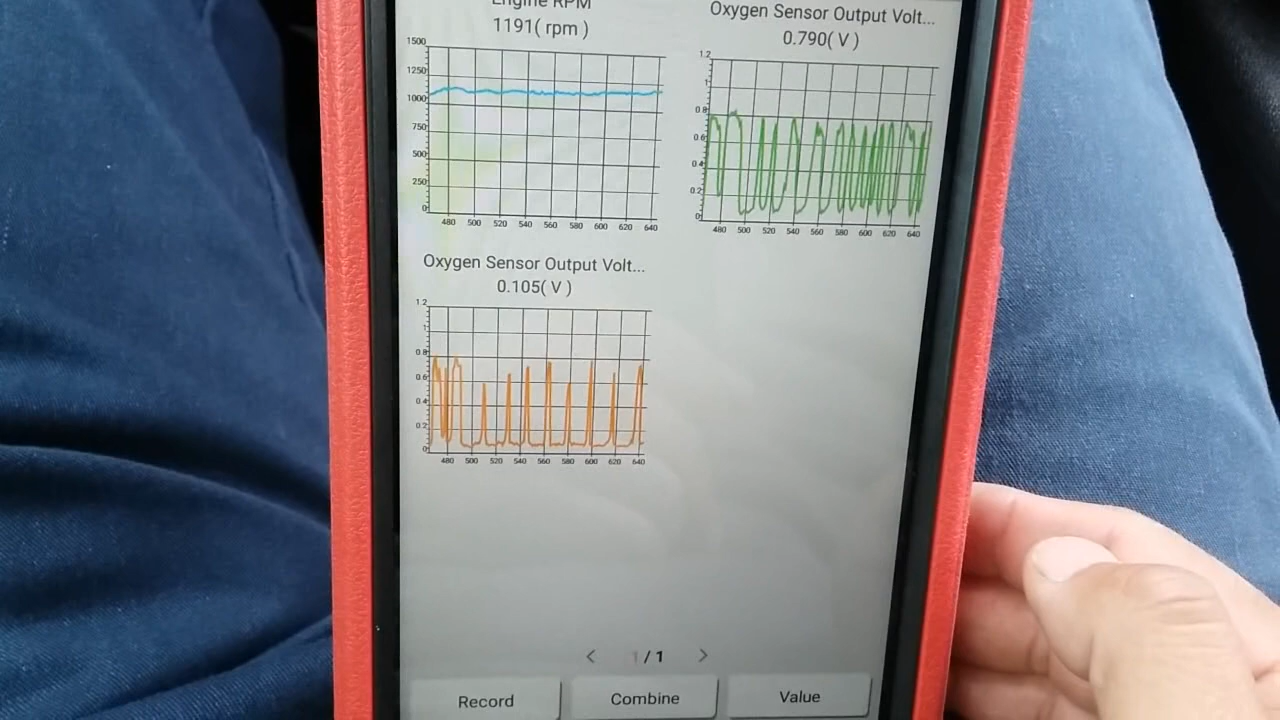 Engine RPM
1191( rpm )
1500
1250
1000
750
500
250
0
480 500 520 540 560 580 600 620 640
Oxygen Sensor Output Volt...
0.790( V )
1.2
1
0.8
0.6
0.4
0.2
0
480 500 520 540 560 580 600 620 640
Oxygen Sensor Output Volt...
0.105( V )
1.2
1
0.8
0.6
0.4
0.2
0
480 500 520 540 560 580 600 620 640
< 1/1 >
Record Combine Value